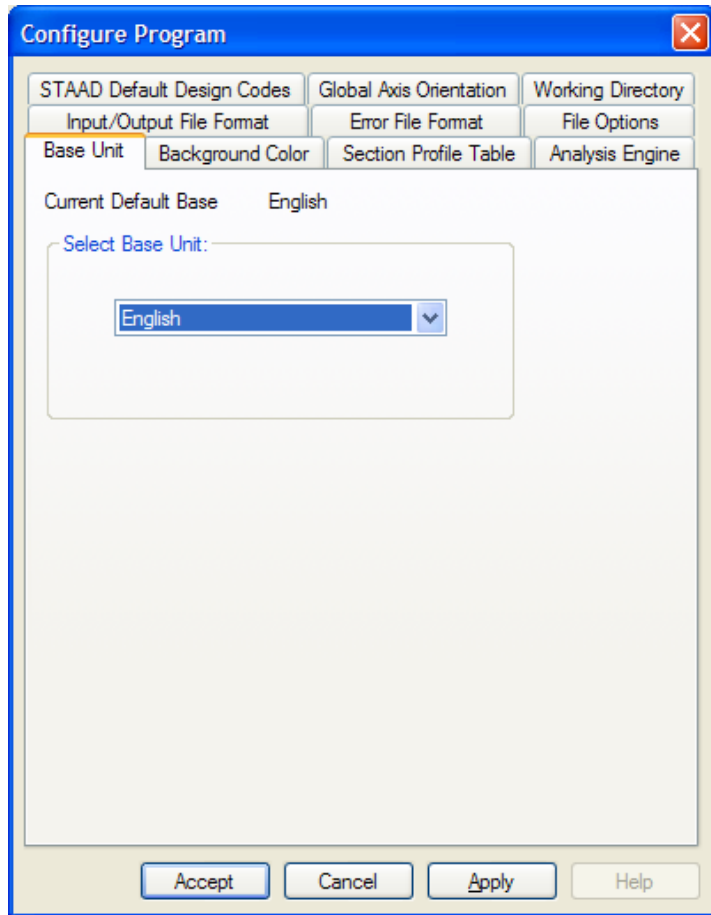 Configure Program
STAAD Default Design Codes Global Axis Orientation Working Directory
Input/Output File Format Error File Format File Options
Base Unit Background Color Section Profile Table Analysis Engine
Current Default Base English
Select Base Unit:
English
Accept Cancel Apply Help